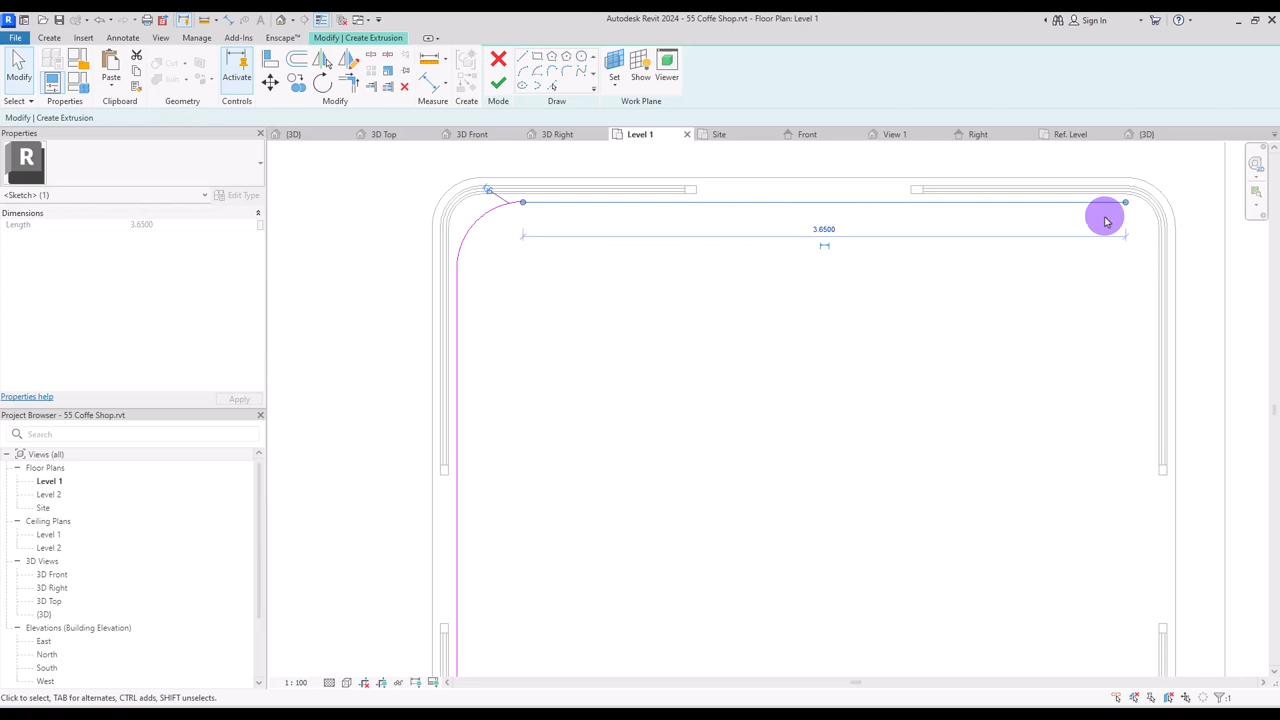 Autodesk Revit 2024 - 55 Coffe Shop.rvt - Floor Plan: Level 1
Sign In
File
Create
Insert
Annotate
View
Manage
Add-Ins
Enscape™
Modify | Create Extrusion
Modify
Paste
Cut
Join
Activate
Set
Show
Viewer
Select
Properties
Clipboard
Geometry
Controls
Modify
Measure
Create
Mode
Draw
Work Plane
Modify | Create Extrusion
Properties
{3D}
3D Top
3D Front
3D Right
Level 1
Site
Front
View 1
Right
Ref. Level
{3D}
R
<Sketch> (1)
Edit Type
Dimensions
Length
3.6500
3.6500
Properties help
Apply
Project Browser - 55 Coffe Shop.rvt
Search
Views (all)
Floor Plans
Level 1
Level 2
Site
Ceiling Plans
Level 1
Level 2
3D Views
3D Front
3D Right
3D Top
{3D}
Elevations (Building Elevation)
East
North
South
West
1 : 100
Click to select, TAB for alternates, CTRL adds, SHIFT unselects.
:1